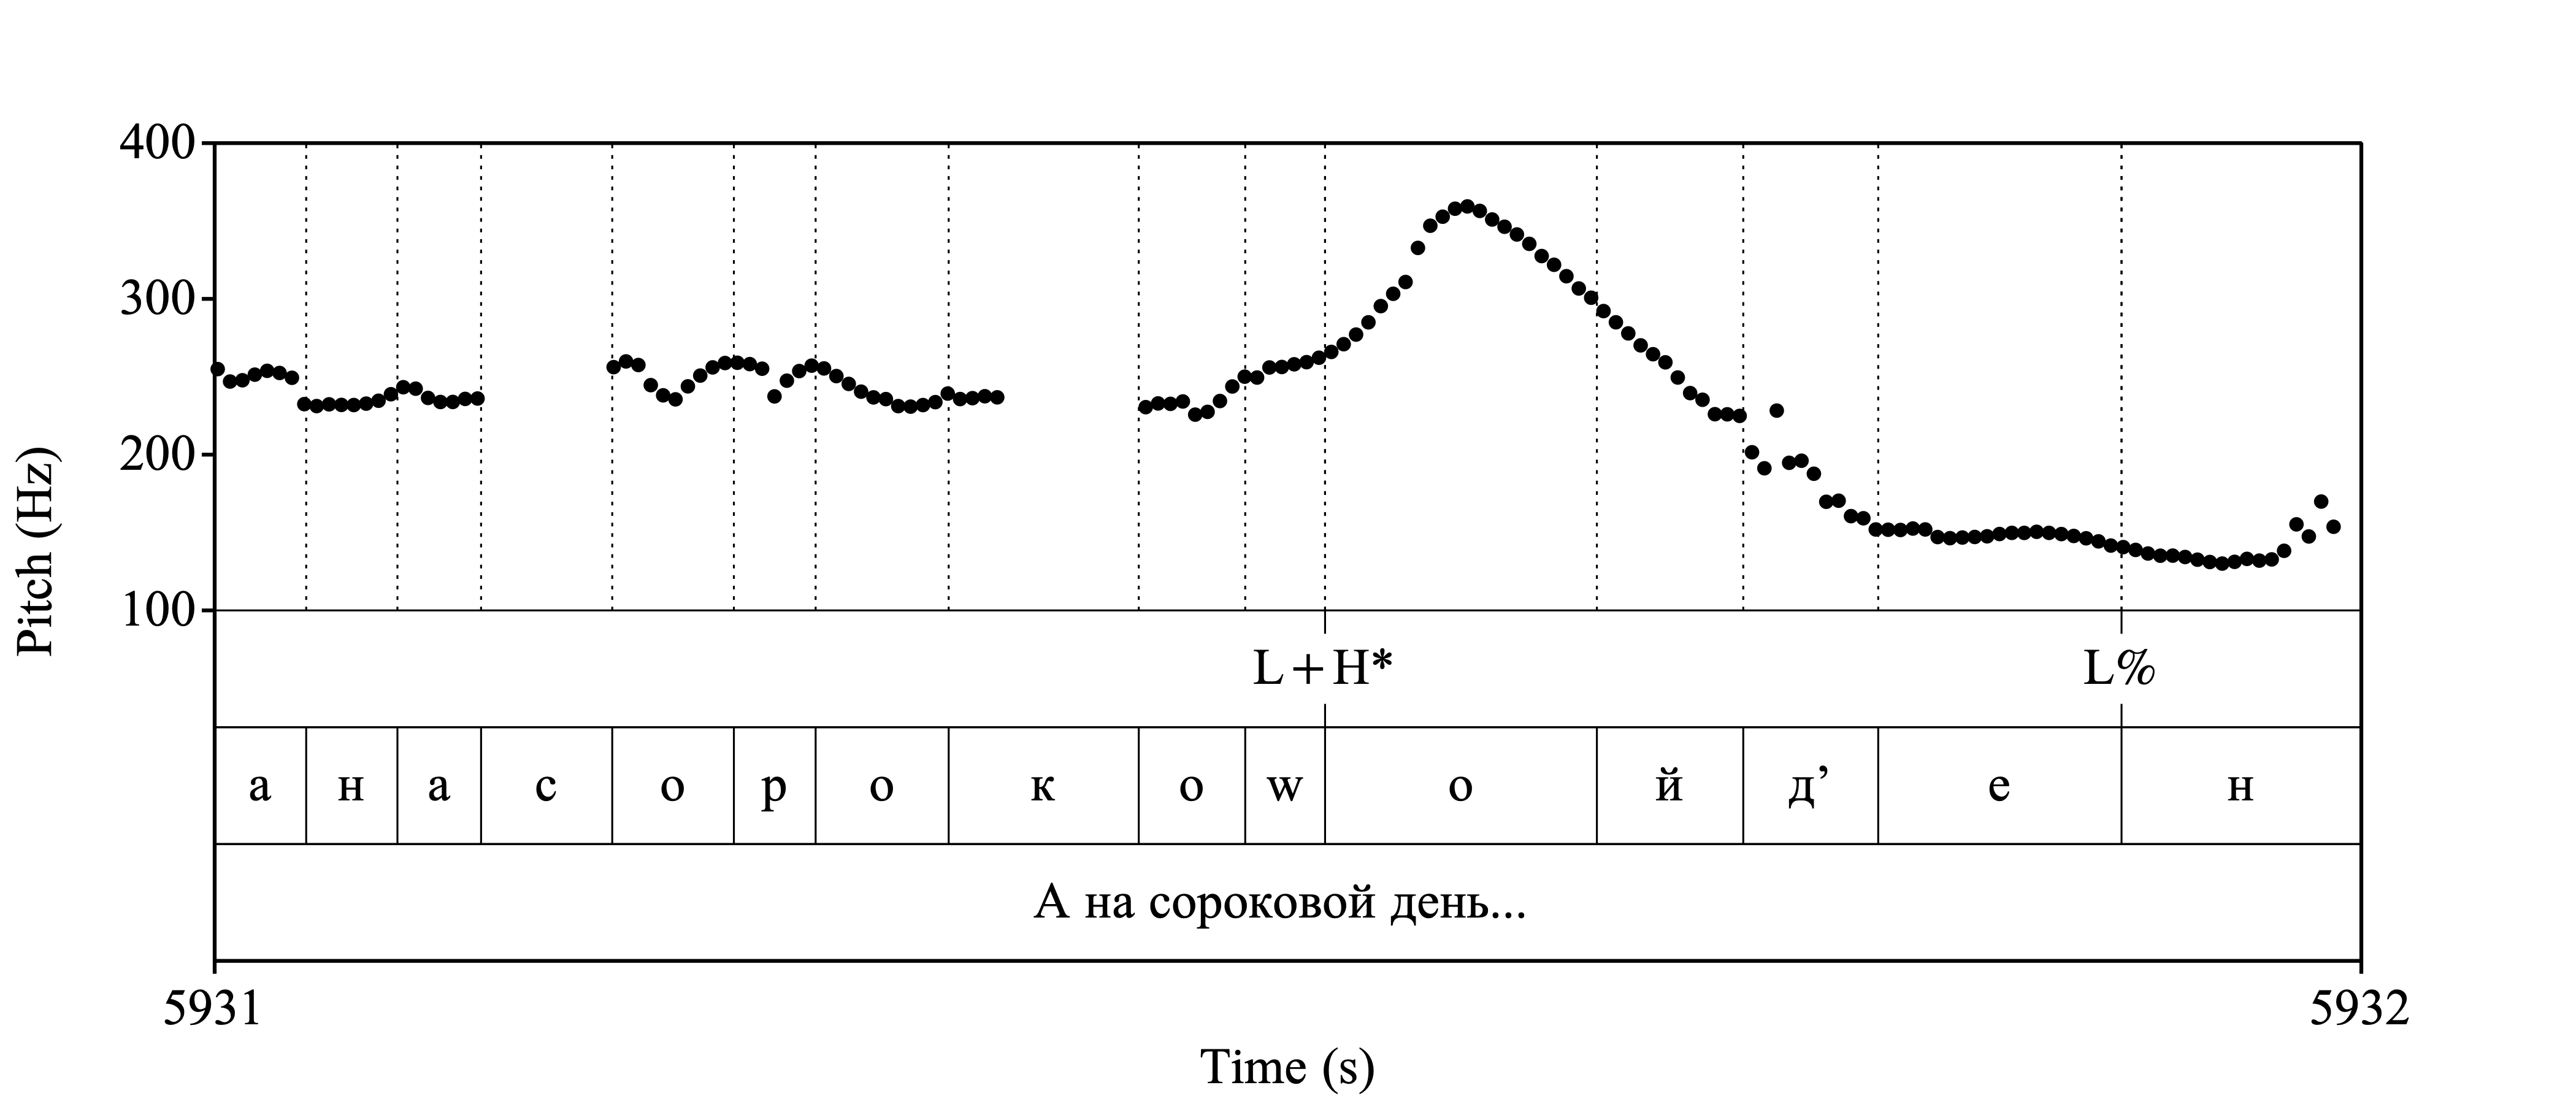 400
300
200
100
Pitch (Hz)
L+H* L%
а н а с о р о к о w о й д’ е н
А на сороковой день...
5931 5932
Time (s)